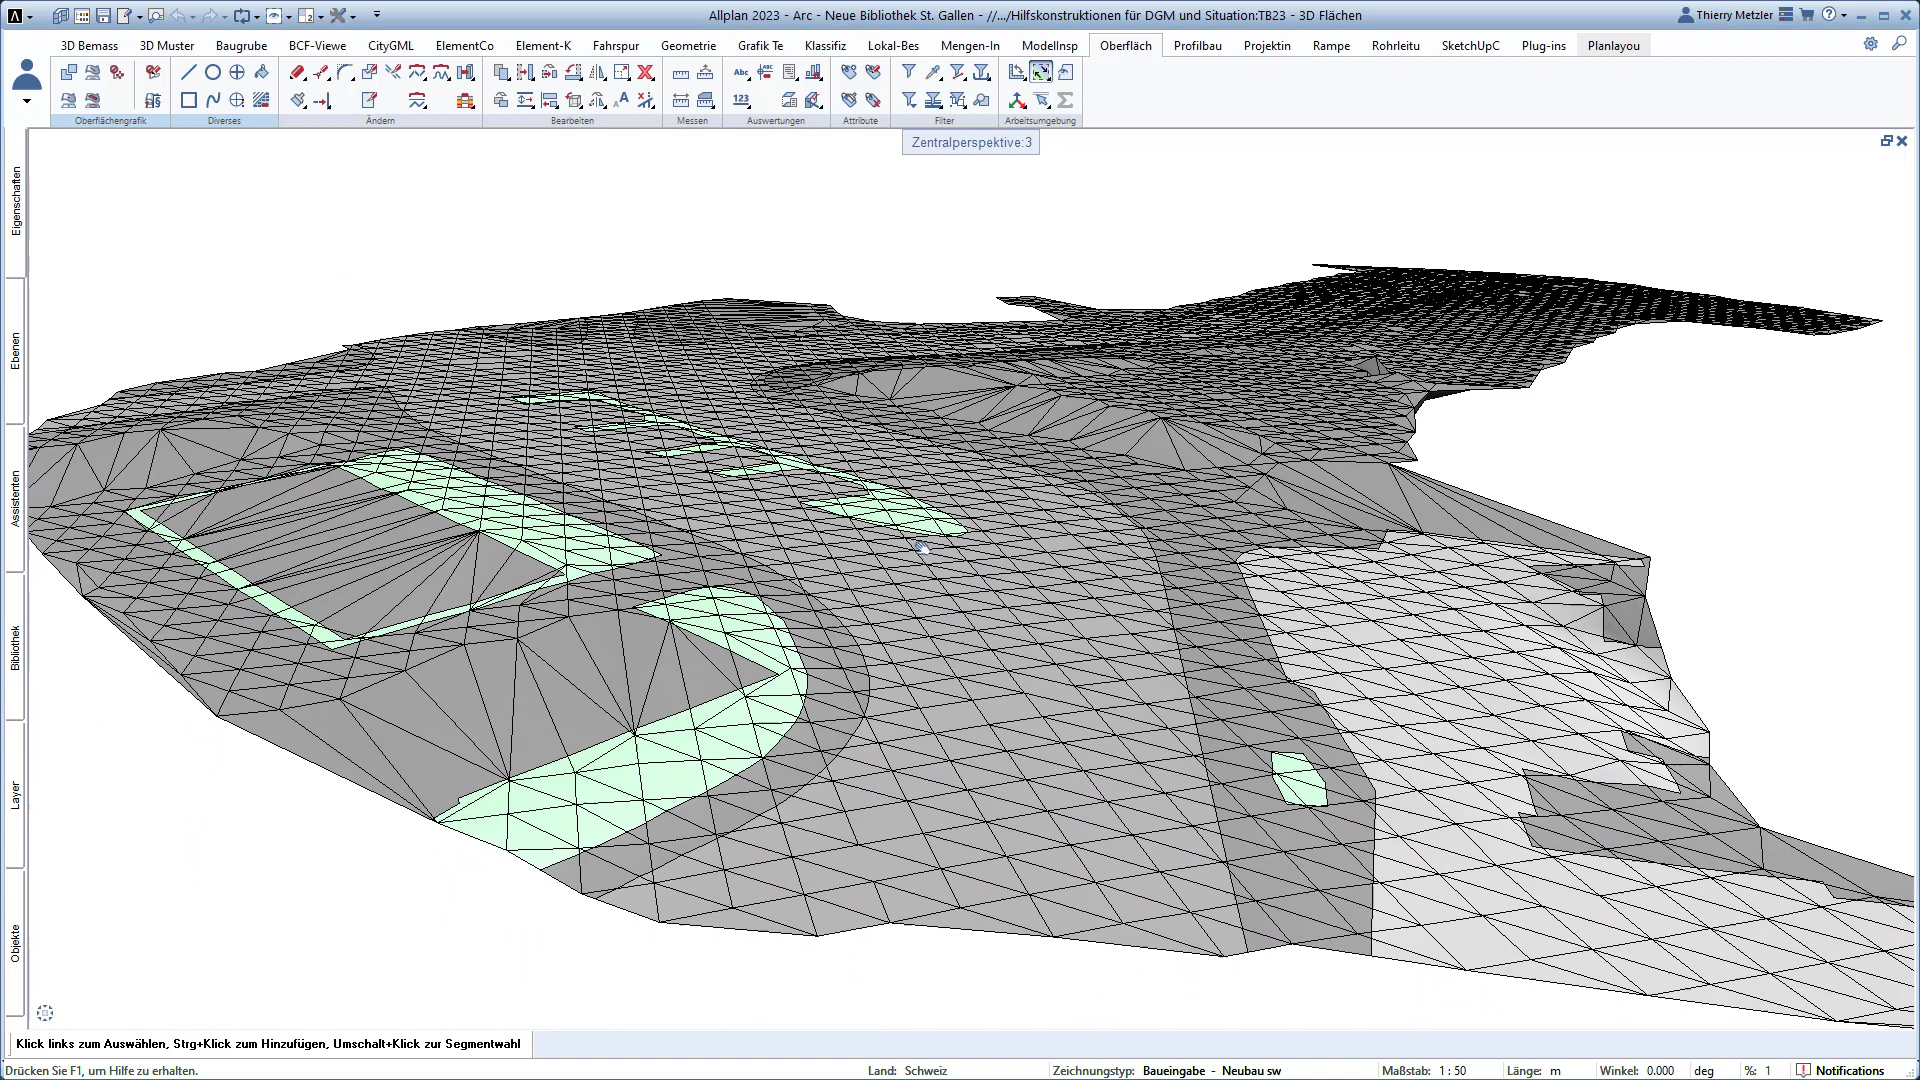 Allplan 2023 - Arc - Neue Bibliothek St. Gallen - //.../Hilfskonstruktionen für DGM und Situation:TB23 - 3D Flächen
Thierry Metzler
3D Bemass 3D Muster Baugrube BCF-Viewe CityGML ElementCo Element-K Fahrspur Geometrie Grafik Te Klassifiz Lokal-Bes Mengen-In ModelInsp Oberfläch Profilbau Projektin Rampe Rohrleitu SketchUpC Plug-ins Planlayou
Abc
ABC
123
A
Oberflächengrafik Diverses Ändern Bearbeiten Messen Auswertungen Attribute Filter Arbeitsumgebung
Zentralperspektive:3
Eigenschaften
Ebenen
Assistenten
Bibliothek
Layer
Objekte
Klick links zum Auswählen, Strg+Klick zum Hinzufügen, Umschalt+Klick zur Segmentwahl
Drücken Sie F1, um Hilfe zu erhalten. Land: Schweiz Zeichnungstyp: Baueingabe - Neubau sw Maßstab: 1 : 50 Länge: m Winkel: 0.000 deg %: 1 Notifications